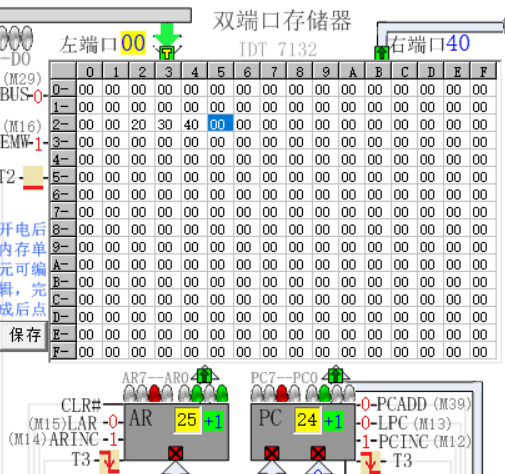 双端口存储器
左端口00
IDT 7132
右端口40
-D0
(M29)
BUS-0-
(M16)
EMW-1-
T2-
0 1 2 3 4 5 6 7 8 9 A B C D E F
0- 00 00 00 00 00 00 00 00 00 00 00 00 00 00 00 00
1- 00 00 00 00 00 00 00 00 00 00 00 00 00 00 00 00
2- 00 00 20 30 40 00 00 00 00 00 00 00 00 00 00 00
3- 00 00 00 00 00 00 00 00 00 00 00 00 00 00 00 00
4- 00 00 00 00 00 00 00 00 00 00 00 00 00 00 00 00
5- 00 00 00 00 00 00 00 00 00 00 00 00 00 00 00 00
6- 00 00 00 00 00 00 00 00 00 00 00 00 00 00 00 00
7- 00 00 00 00 00 00 00 00 00 00 00 00 00 00 00 00
8- 00 00 00 00 00 00 00 00 00 00 00 00 00 00 00 00
9- 00 00 00 00 00 00 00 00 00 00 00 00 00 00 00 00
A- 00 00 00 00 00 00 00 00 00 00 00 00 00 00 00 00
B- 00 00 00 00 00 00 00 00 00 00 00 00 00 00 00 00
C- 00 00 00 00 00 00 00 00 00 00 00 00 00 00 00 00
D- 00 00 00 00 00 00 00 00 00 00 00 00 00 00 00 00
E- 00 00 00 00 00 00 00 00 00 00 00 00 00 00 00 00
F- 00 00 00 00 00 00 00 00 00 00 00 00 00 00 00 00
开电后
内存单
元可编
辑，完
成后点
保存
AR7--AR0
PC7--PC0
CLR#
(M15)LAR -0-
(M14)ARINC -1-
T3-
AR 25 +1
PC 24 +1
-0-PCADD (M39)
-0-LPC (M13)
-1-PCINC (M12)
T3